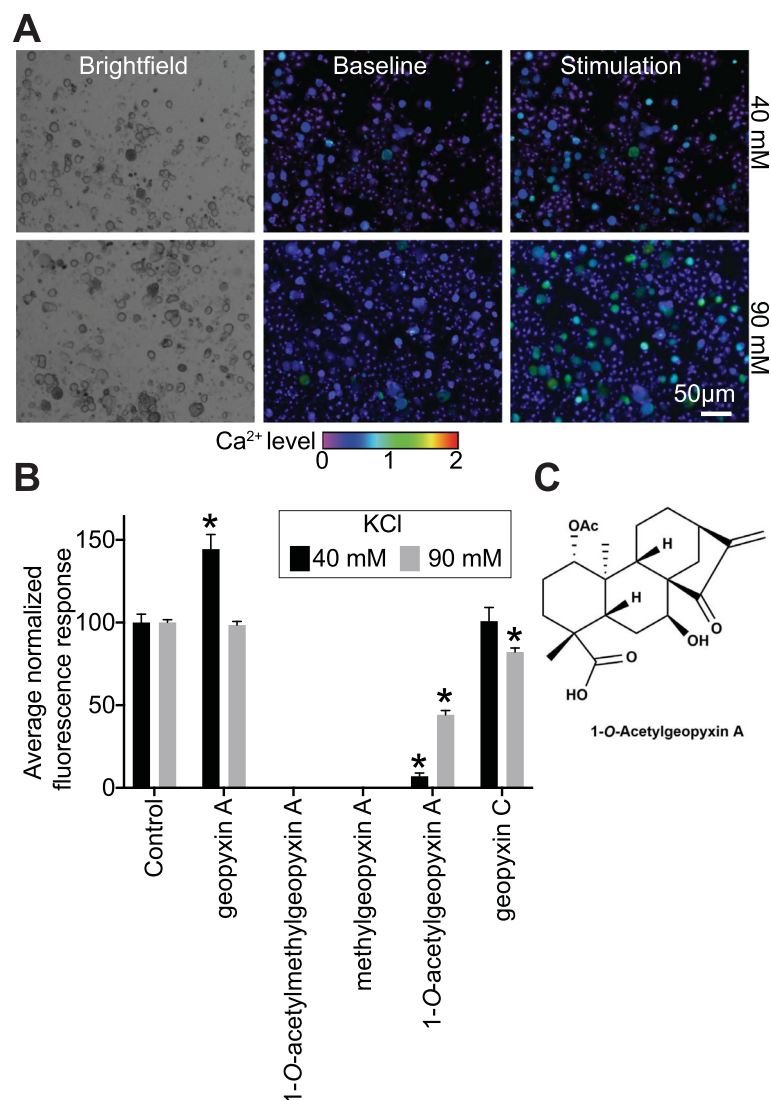 A
Brightfield
Baseline
Stimulation
40 mM
90 mM
50μm
Ca²⁺ level
0
1
2
B
Average normalized
fluorescence response
150
100
50
0
KCl
40 mM
90 mM
*
*
*
*
Control
geopyxin A
1-O-acetylmethylgeopyxin A
methylgeopyxin A
1-O-acetylgeopyxin A
geopyxin C
C
OAc
H
H
O
OH
O
HO
1-O-Acetylgeopyxin A